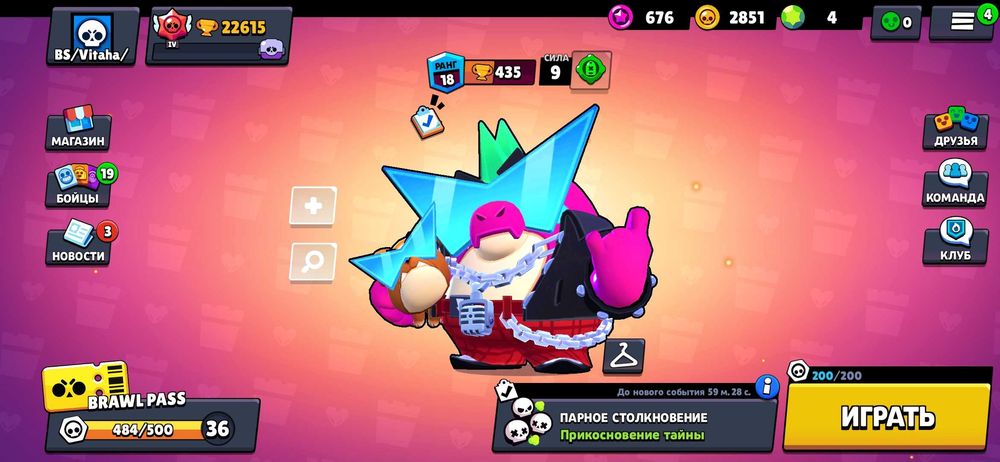 BS/Vitaha/
IV
22615
676
2851
4
0
4
РАНГ
18
435
СИЛА
9
МАГАЗИН
БОЙЦЫ
19
НОВОСТИ
3
ДРУЗЬЯ
КОМАНДА
КЛУБ
BRAWL PASS
484/500
36
До нового события 59 м. 28 с.
ПАРНОЕ СТОЛКНОВЕНИЕ
Прикосновение тайны
200/200
ИГРАТЬ